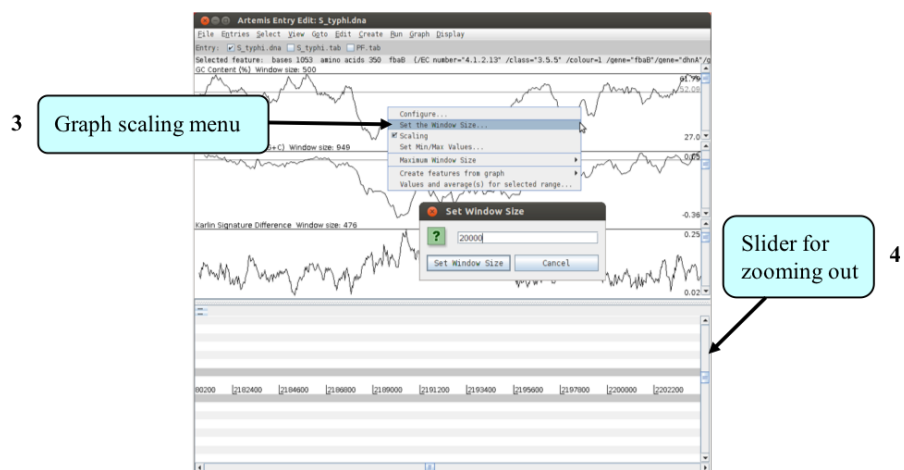 Artemis Entry Edit: S_typhi.dna
File Entries Select View Goto Edit Create Run Graph Display
Entry: S_typhi.dna S_typhi.tab PF.tab
Selected feature: bases 1053 amino acids 350 fbaB (/EC number="4.1.2.13" /class="3.5.5" /colour=1 /gene="fbaB"/gene="dhnA"/g
GC Content (%) Window size: 500
61.79
52.09
Configure...
Set the Window Size...
Scaling
Set Min/Max Values...
Maximum Window Size
Create features from graph
Values and average(s) for selected range...
3
Graph scaling menu
27.0
G+C) Window size: 949
0.05
-0.36
Set Window Size
?
20000
Set Window Size Cancel
Karlin Signature Difference Window size: 476
0.25
0.02
Slider for
zooming out
4
80200 2182400 2184600 2186800 2189000 2191200 2193400 2195600 2197800 2200000 2202200